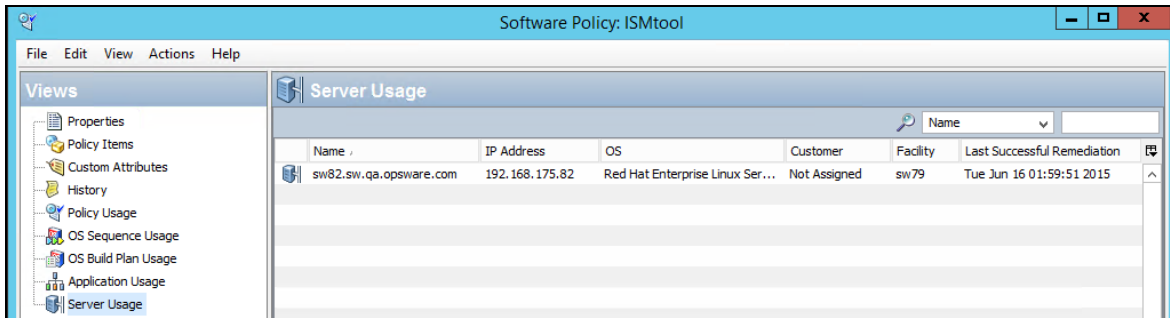 Software Policy: ISMtool
File Edit View Actions Help
Views
Properties
Policy Items
Custom Attributes
History
Policy Usage
OS Sequence Usage
OS Build Plan Usage
Application Usage
Server Usage
Server Usage
Name
Name IP Address OS Customer Facility Last Successful Remediation
sw82.sw.qa.opsware.com 192.168.175.82 Red Hat Enterprise Linux Ser... Not Assigned sw79 Tue Jun 16 01:59:51 2015